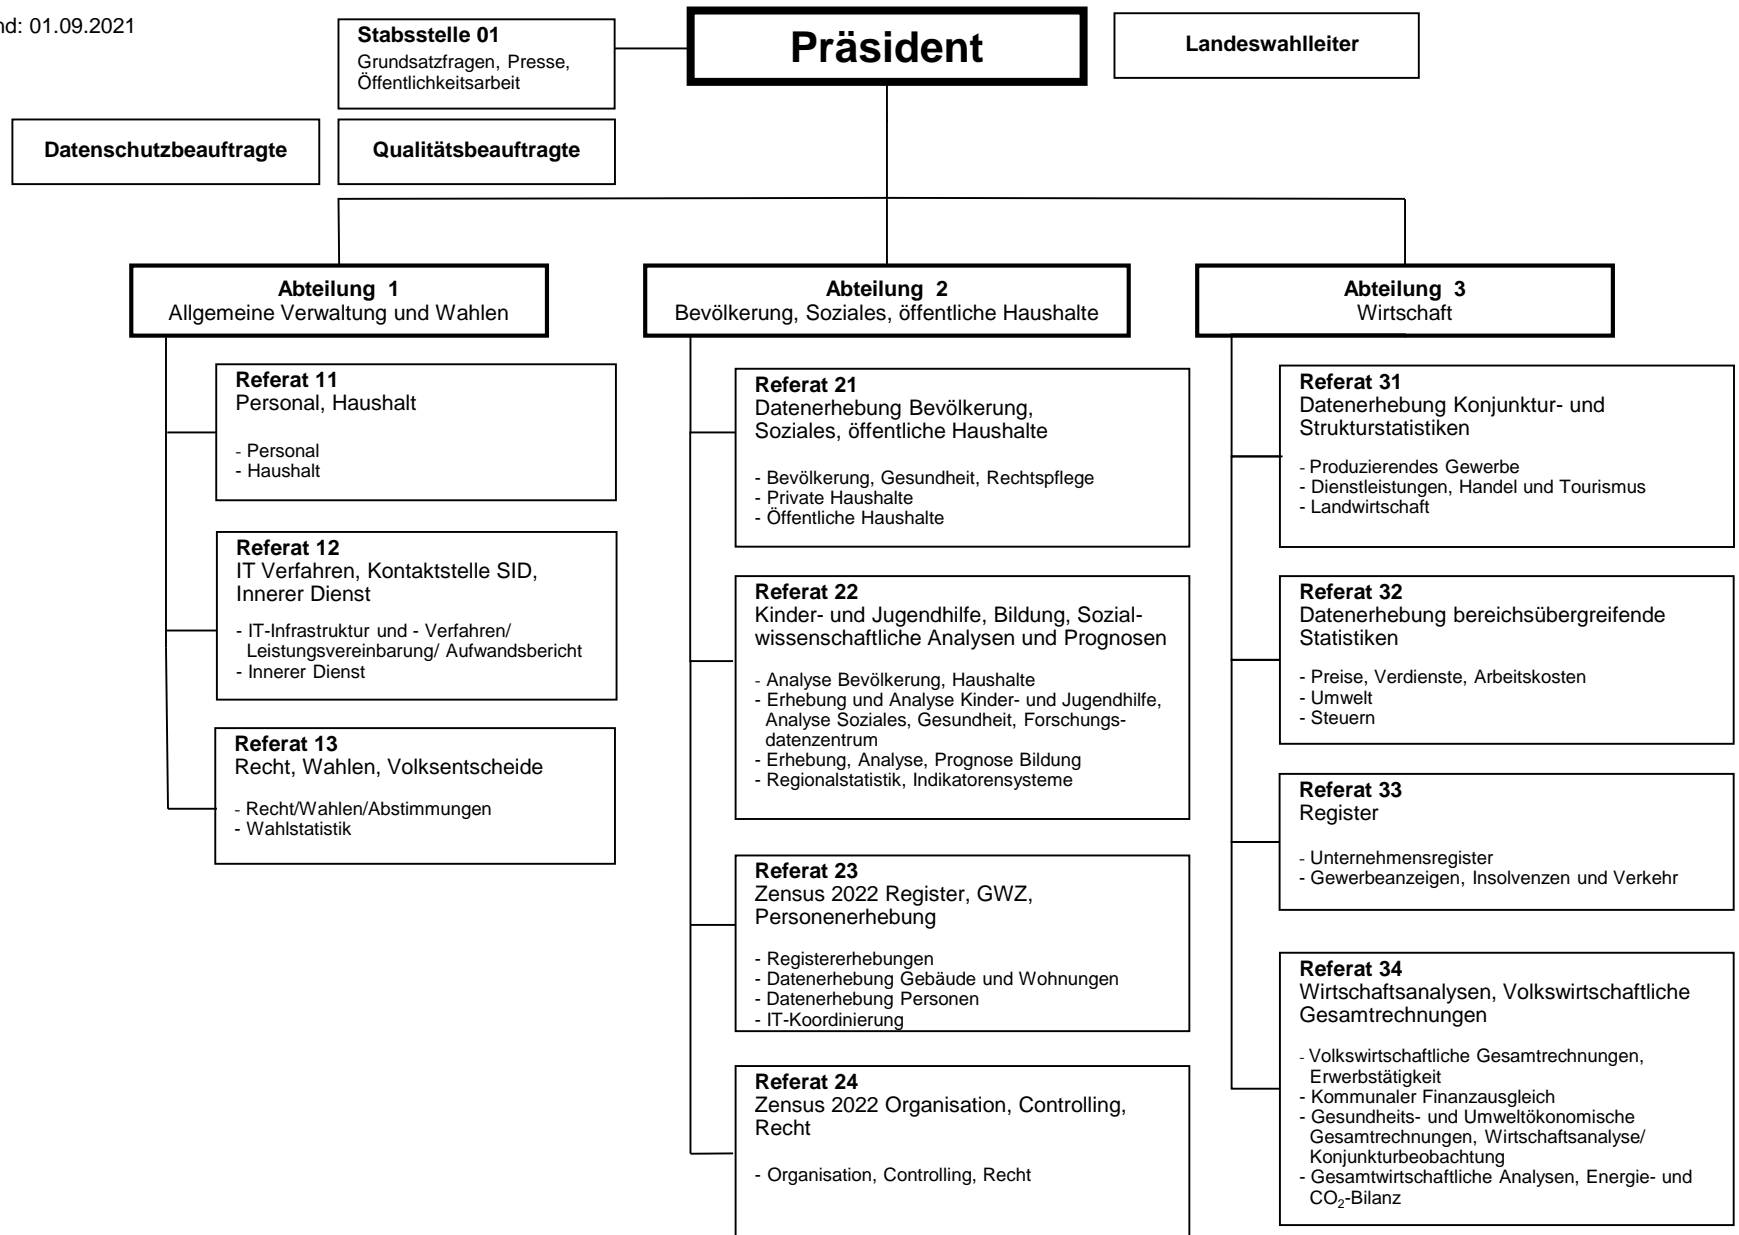 nd: 01.09.2021
Stabsstelle 01
Grundsatzfragen, Presse,
Öffentlichkeitsarbeit
Präsident
Landeswahlleiter
Datenschutzbeauftragte
Qualitätsbeauftragte
Abteilung 1
Allgemeine Verwaltung und Wahlen
Referat 11
Personal, Haushalt
- Personal
- Haushalt
Referat 12
IT Verfahren, Kontaktstelle SID,
Innerer Dienst
- IT-Infrastruktur und - Verfahren/
Leistungsvereinbarung/ Aufwandsbericht
- Innerer Dienst
Referat 13
Recht, Wahlen, Volksentscheide
- Recht/Wahlen/Abstimmungen
- Wahlstatistik
Abteilung 2
Bevölkerung, Soziales, öffentliche Haushalte
Referat 21
Datenerhebung Bevölkerung,
Soziales, öffentliche Haushalte
- Bevölkerung, Gesundheit, Rechtspflege
- Private Haushalte
- Öffentliche Haushalte
Referat 22
Kinder- und Jugendhilfe, Bildung, Sozial-
wissenschaftliche Analysen und Prognosen
- Analyse Bevölkerung, Haushalte
- Erhebung und Analyse Kinder- und Jugendhilfe,
Analyse Soziales, Gesundheit, Forschungs-
datenzentrum
- Erhebung, Analyse, Prognose Bildung
- Regionalstatistik, Indikatorensysteme
Referat 23
Zensus 2022 Register, GWZ,
Personenerhebung
- Registererhebungen
- Datenerhebung Gebäude und Wohnungen
- Datenerhebung Personen
- IT-Koordinierung
Referat 24
Zensus 2022 Organisation, Controlling,
Recht
- Organisation, Controlling, Recht
Abteilung 3
Wirtschaft
Referat 31
Datenerhebung Konjunktur- und
Strukturstatistiken
- Produzierendes Gewerbe
- Dienstleistungen, Handel und Tourismus
- Landwirtschaft
Referat 32
Datenerhebung bereichsübergreifende
Statistiken
- Preise, Verdienste, Arbeitskosten
- Umwelt
- Steuern
Referat 33
Register
- Unternehmensregister
- Gewerbeanzeigen, Insolvenzen und Verkehr
Referat 34
Wirtschaftsanalysen, Volkswirtschaftliche
Gesamtrechnungen
- Volkswirtschaftliche Gesamtrechnungen,
Erwerbstätigkeit
- Kommunaler Finanzausgleich
- Gesundheits- und Umweltökonomische
Gesamtrechnungen, Wirtschaftsanalyse/
Konjunkturbeobachtung
- Gesamtwirtschaftliche Analysen, Energie- und
CO₂-Bilanz